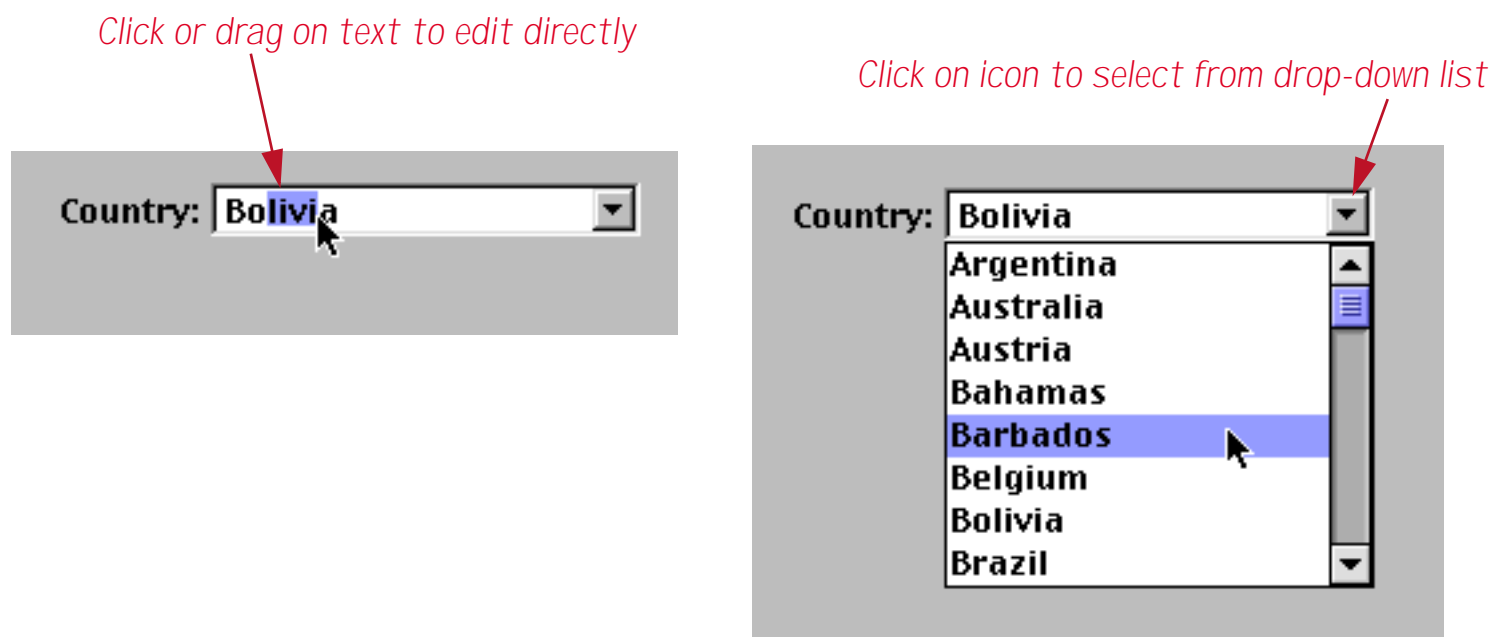 Click or drag on text to edit directly
Click on icon to select from drop-down list
Country: Bolivia
Country: Bolivia
Argentina
Australia
Austria
Bahamas
Barbados
Belgium
Bolivia
Brazil